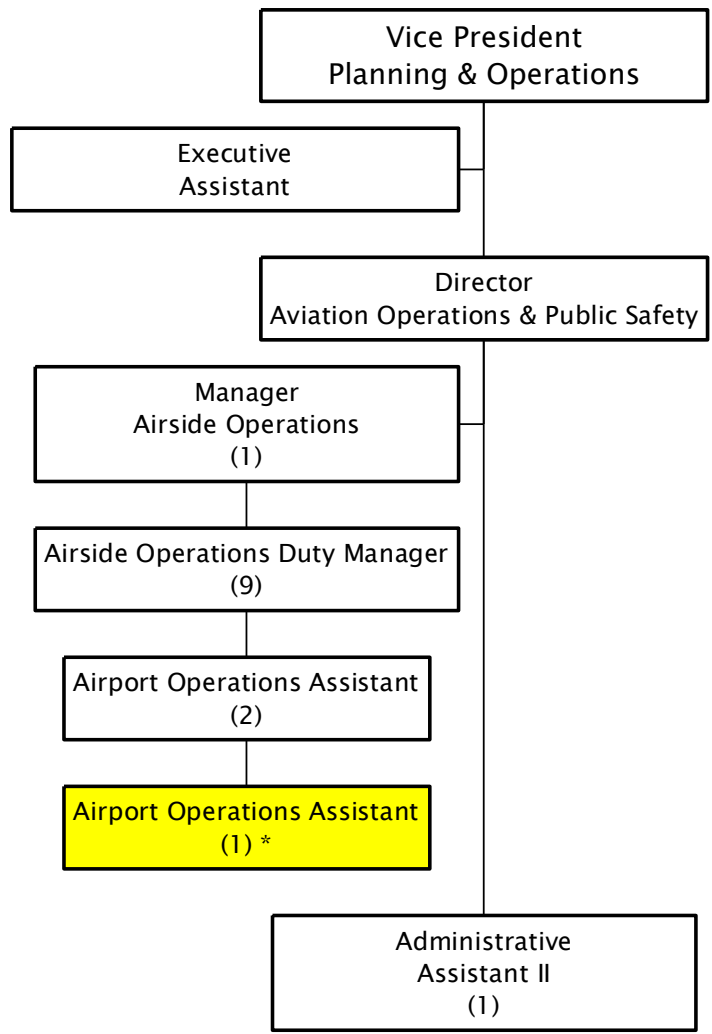 Vice President
Planning & Operations
Executive
Assistant
Director
Aviation Operations & Public Safety
Manager
Airside Operations
(1)
Airside Operations Duty Manager
(9)
Airport Operations Assistant
(2)
Airport Operations Assistant
(1) *
Administrative
Assistant II
(1)